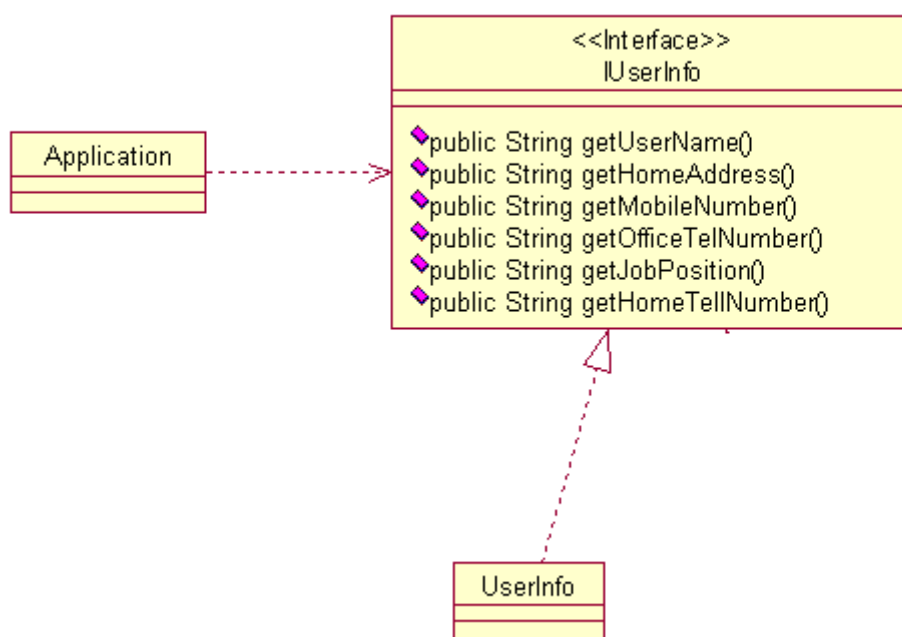 <<Interface>>
IUserInfo
Application
public String getUserName()
public String getHomeAddress()
public String getMobileNumber()
public String getOfficeTelNumber()
public String getJobPosition()
public String getHomeTellNumber()
UserInfo